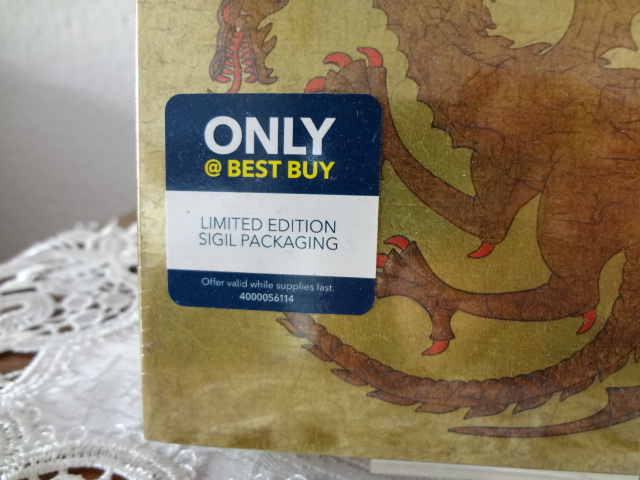 ONLY
@ BEST BUY
LIMITED EDITION
SIGIL PACKAGING
Offer valid while supplies last.
4000056114